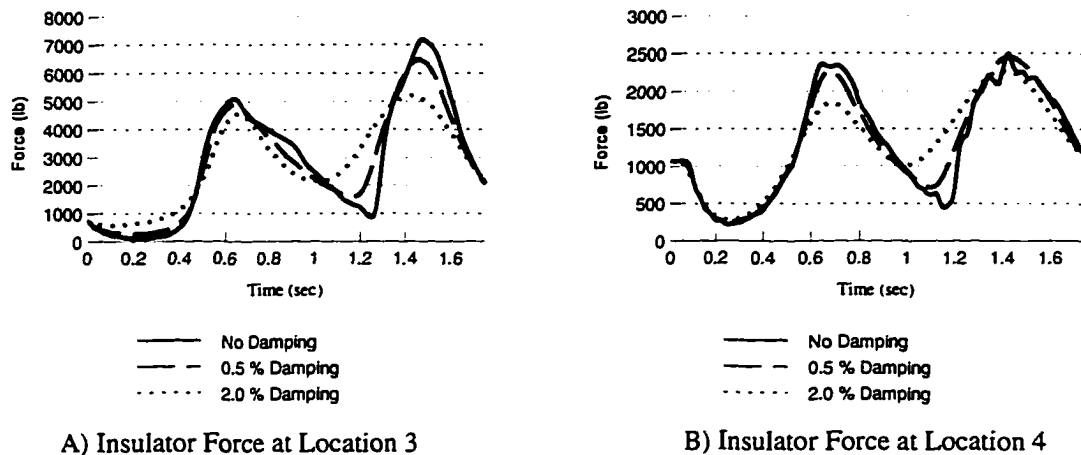 8000
7000
6000
5000
4000
3000
2000
1000
0
Force (lb)
0 0.2 0.4 0.6 0.8 1 1.2 1.4 1.6
Time (sec)
No Damping
0.5 % Damping
2.0 % Damping
A) Insulator Force at Location 3
3000
2500
2000
1500
1000
500
0
Force (lb)
0 0.2 0.4 0.6 0.8 1 1.2 1.4 1.6
Time (sec)
No Damping
0.5 % Damping
2.0 % Damping
B) Insulator Force at Location 4